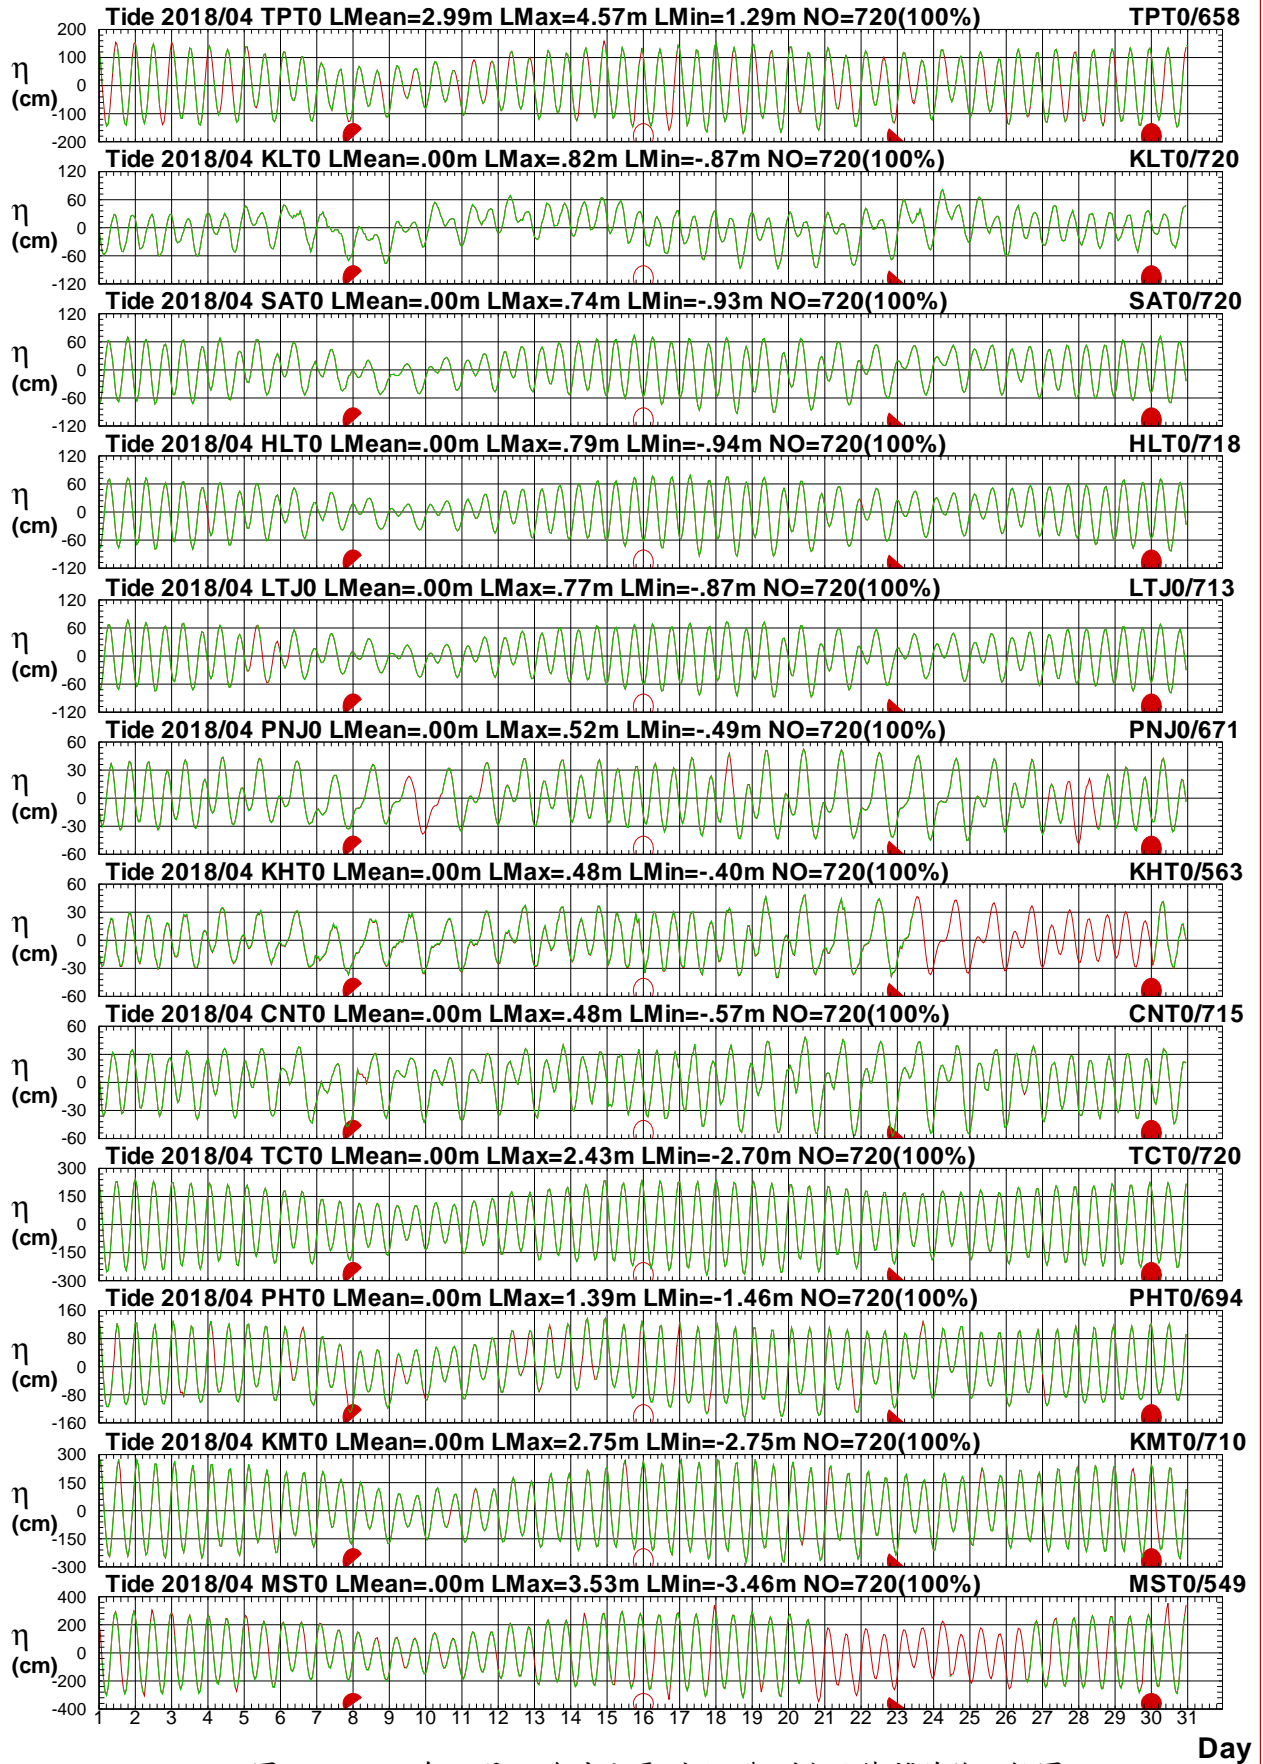 Tide 2018/04 TPT0 LMean=2.99m LMax=4.57m LMin=1.29m NO=720(100%) TPT0/658
200
100
0
-100
-200
η
(cm)
Tide 2018/04 KLT0 LMean=.00m LMax=.82m LMin=-.87m NO=720(100%) KLT0/720
120
60
0
-60
-120
η
(cm)
Tide 2018/04 SAT0 LMean=.00m LMax=.74m LMin=-.93m NO=720(100%) SAT0/720
120
60
0
-60
-120
η
(cm)
Tide 2018/04 HLT0 LMean=.00m LMax=.79m LMin=-.94m NO=720(100%) HLT0/718
120
60
0
-60
-120
η
(cm)
Tide 2018/04 LTJ0 LMean=.00m LMax=.77m LMin=-.87m NO=720(100%) LTJ0/713
120
60
0
-60
-120
η
(cm)
Tide 2018/04 PNJ0 LMean=.00m LMax=.52m LMin=-.49m NO=720(100%) PNJ0/671
60
30
0
-30
-60
η
(cm)
Tide 2018/04 KHT0 LMean=.00m LMax=.48m LMin=-.40m NO=720(100%) KHT0/563
60
30
0
-30
-60
η
(cm)
Tide 2018/04 CNT0 LMean=.00m LMax=.48m LMin=-.57m NO=720(100%) CNT0/715
60
30
0
-30
-60
η
(cm)
Tide 2018/04 TCT0 LMean=.00m LMax=2.43m LMin=-2.70m NO=720(100%) TCT0/720
300
150
0
-150
-300
η
(cm)
Tide 2018/04 PHT0 LMean=.00m LMax=1.39m LMin=-1.46m NO=720(100%) PHT0/694
160
80
0
-80
-160
η
(cm)
Tide 2018/04 KMT0 LMean=.00m LMax=2.75m LMin=-2.75m NO=720(100%) KMT0/710
300
150
0
-150
-300
η
(cm)
Tide 2018/04 MST0 LMean=.00m LMax=3.53m LMin=-3.46m NO=720(100%) MST0/549
400
200
0
-200
-400
η
(cm)
1 2 3 4 5 6 7 8 9 10 11 12 13 14 15 16 17 18 19 20 21 22 23 24 25 26 27 28 29 30 31
Day